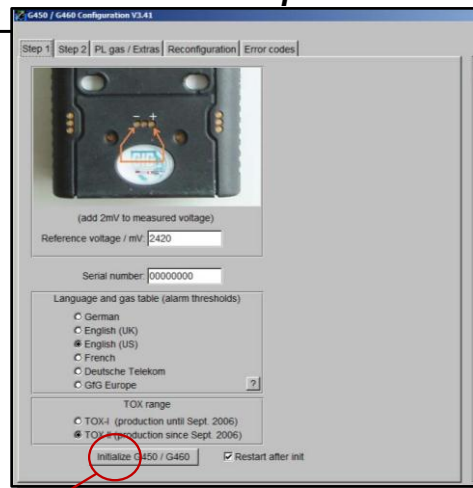 G450 / G460 Configuration V3.41
Step 1 Step 2 PL gas / Extras Reconfiguration Error codes
- +
(add 2mV to measured voltage)
Reference voltage / mV: 2420
Serial number: 00000000
Language and gas table (alarm thresholds)
German
English (UK)
English (US)
French
Deutsche Telekom
GfG Europe
?
TOX range
TOX-I (production until Sept. 2006)
TOX-II (production since Sept. 2006)
Initialize G450 / G460 Restart after init